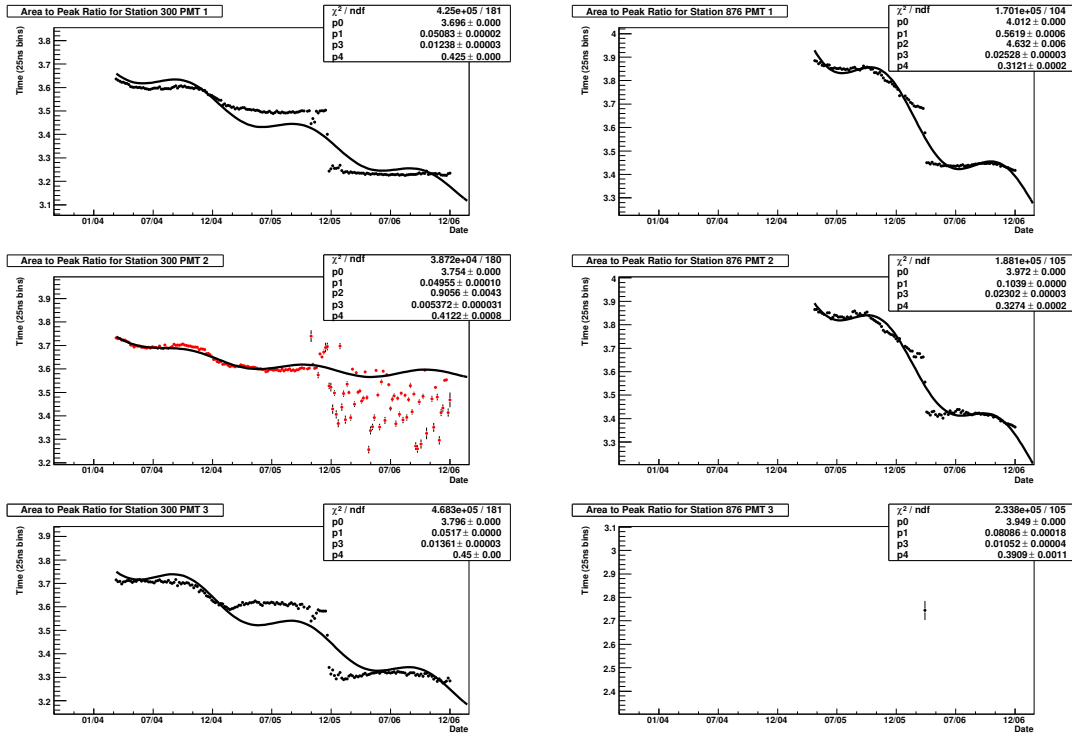 Area to Peak Ratio for Station 300 PMT 1
χ² / ndf 4.25e+05 / 181
p0 3.696 ± 0.000
p1 0.05083 ± 0.00002
p3 0.01238 ± 0.00003
p4 0.425 ± 0.000
Time (25ns bins)
3.8
3.7
3.6
3.5
3.4
3.3
3.2
3.1
01/04 07/04 12/04 07/05 12/05 07/06 12/06
Date
Area to Peak Ratio for Station 876 PMT 1
χ² / ndf 1.701e+05 / 104
p0 4.012 ± 0.000
p1 0.5619 ± 0.0006
p2 4.632 ± 0.006
p3 0.02528 ± 0.00003
p4 0.3121 ± 0.0002
Time (25ns bins)
4
3.9
3.8
3.7
3.6
3.5
3.4
3.3
01/04 07/04 12/04 07/05 12/05 07/06 12/06
Date
Area to Peak Ratio for Station 300 PMT 2
χ² / ndf 3.872e+04 / 180
p0 3.754 ± 0.000
p1 0.04955 ± 0.00010
p2 0.9056 ± 0.0043
p3 0.005372 ± 0.000031
p4 0.4122 ± 0.0008
Time (25ns bins)
3.9
3.8
3.7
3.6
3.5
3.4
3.3
3.2
01/04 07/04 12/04 07/05 12/05 07/06 12/06
Date
Area to Peak Ratio for Station 876 PMT 2
χ² / ndf 1.881e+05 / 105
p0 3.972 ± 0.000
p1 0.1039 ± 0.0000
p3 0.02302 ± 0.00003
p4 0.3274 ± 0.0002
Time (25ns bins)
4
3.9
3.8
3.7
3.6
3.5
3.4
3.3
01/04 07/04 12/04 07/05 12/05 07/06 12/06
Date
Area to Peak Ratio for Station 300 PMT 3
χ² / ndf 4.683e+05 / 181
p0 3.796 ± 0.000
p1 0.0517 ± 0.0000
p3 0.01361 ± 0.00003
p4 0.45 ± 0.00
Time (25ns bins)
3.9
3.8
3.7
3.6
3.5
3.4
3.3
3.2
01/04 07/04 12/04 07/05 12/05 07/06 12/06
Date
Area to Peak Ratio for Station 876 PMT 3
χ² / ndf 2.338e+05 / 105
p0 3.949 ± 0.000
p1 0.08086 ± 0.00018
p3 0.01052 ± 0.00004
p4 0.3909 ± 0.0011
Time (25ns bins)
3.1
3
2.9
2.8
2.7
2.6
2.5
2.4
01/04 07/04 12/04 07/05 12/05 07/06 12/06
Date